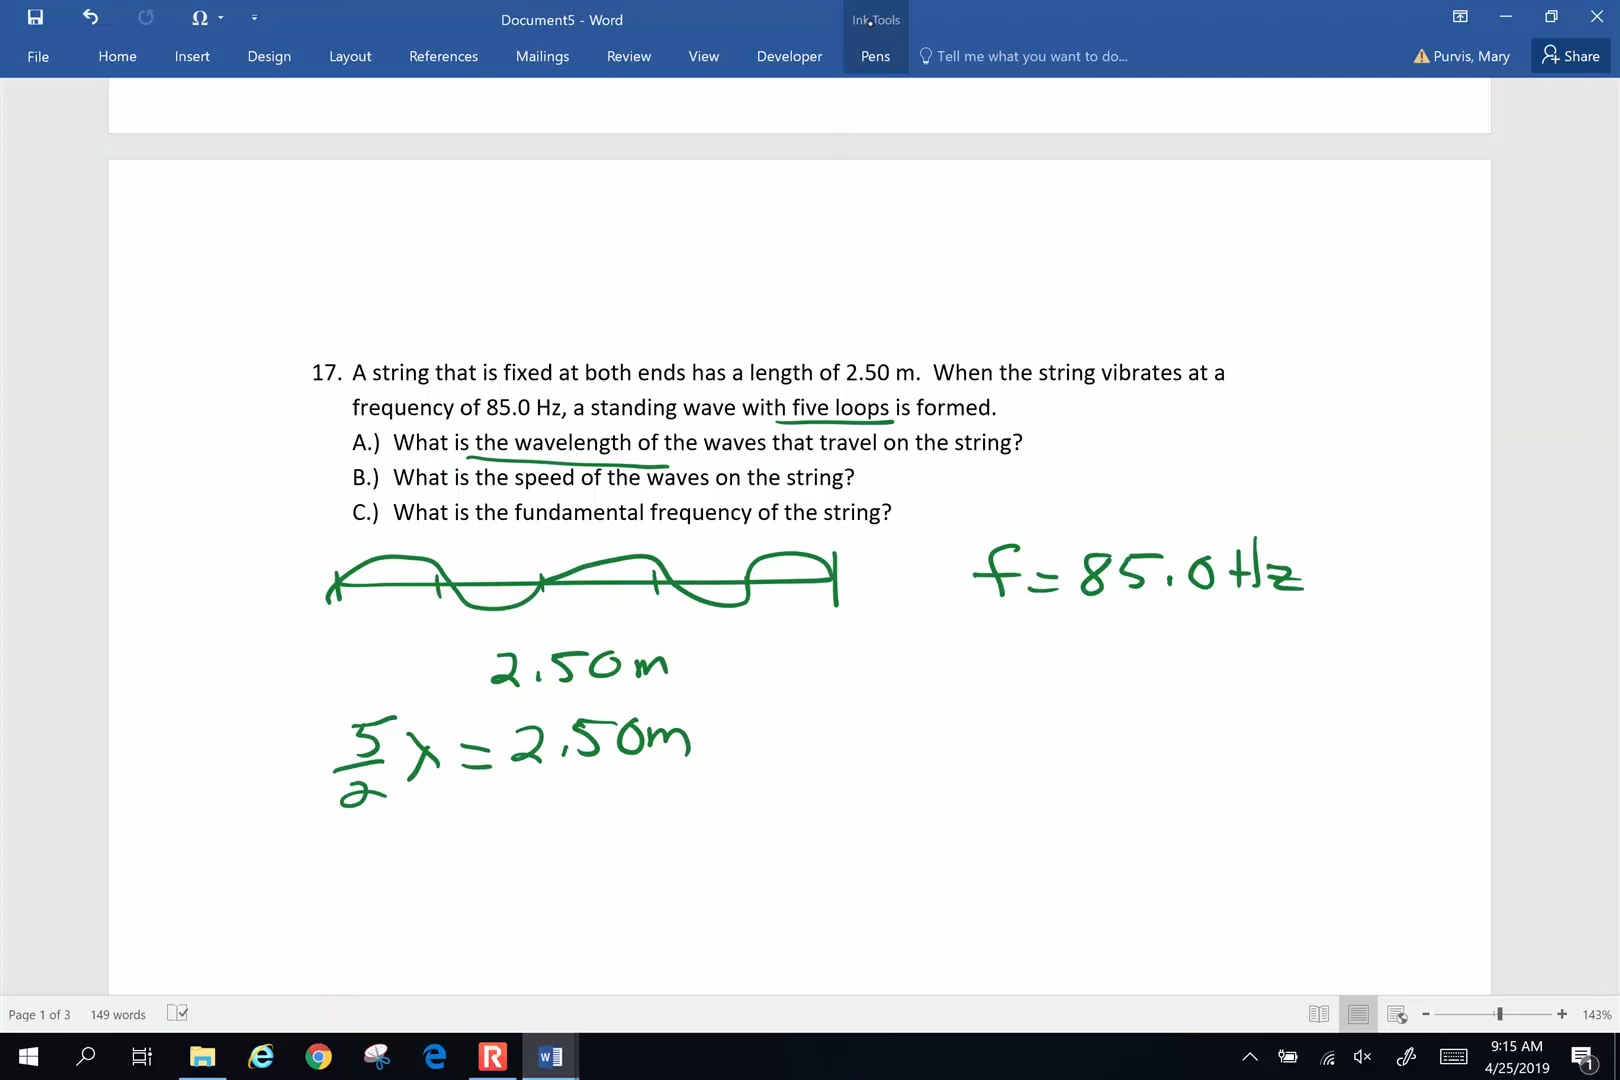 Document5 - Word
Ink Tools
File Home Insert Design Layout References Mailings Review View Developer Pens Tell me what you want to do... Purvis, Mary Share
17. A string that is fixed at both ends has a length of 2.50 m. When the string vibrates at a
frequency of 85.0 Hz, a standing wave with five loops is formed.
A.) What is the wavelength of the waves that travel on the string?
B.) What is the speed of the waves on the string?
C.) What is the fundamental frequency of the string?
f = 85.0 Hz
2.50 m
5/2 λ = 2.50m
Page 1 of 3 149 words 143%
9:15 AM
4/25/2019
1